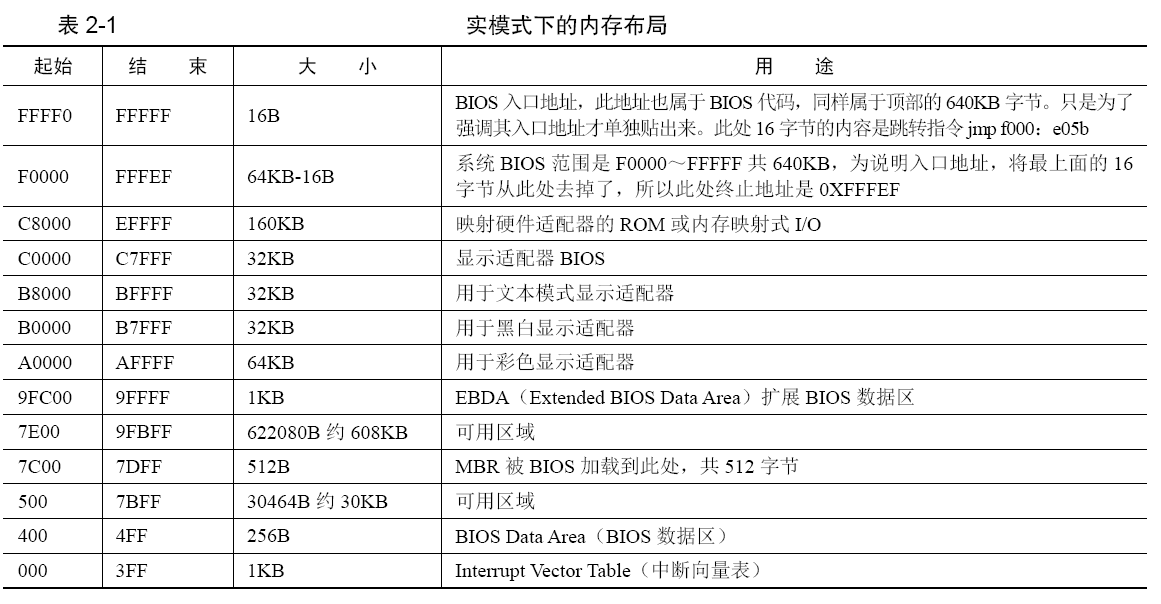 表 2-1 实模式下的内存布局
起始 结 束 大 小 用 途
FFFF0 FFFFF 16B BIOS 入口地址，此地址也属于 BIOS 代码，同样属于顶部的 640KB 字节。只是为了
强调其入口地址才单独贴出来。此处 16 字节的内容是跳转指令 jmp f000：e05b
F0000 FFFEF 64KB-16B 系统 BIOS 范围是 F0000～FFFFF 共 640KB，为说明入口地址，将最上面的 16
字节从此处去掉了，所以此处终止地址是 0XFFFEF
C8000 EFFFF 160KB 映射硬件适配器的 ROM 或内存映射式 I/O
C0000 C7FFF 32KB 显示适配器 BIOS
B8000 BFFFF 32KB 用于文本模式显示适配器
B0000 B7FFF 32KB 用于黑白显示适配器
A0000 AFFFF 64KB 用于彩色显示适配器
9FC00 9FFFF 1KB EBDA（Extended BIOS Data Area）扩展 BIOS 数据区
7E00 9FBFF 622080B 约 608KB 可用区域
7C00 7DFF 512B MBR 被 BIOS 加载到此处，共 512 字节
500 7BFF 30464B 约 30KB 可用区域
400 4FF 256B BIOS Data Area（BIOS 数据区）
000 3FF 1KB Interrupt Vector Table（中断向量表）